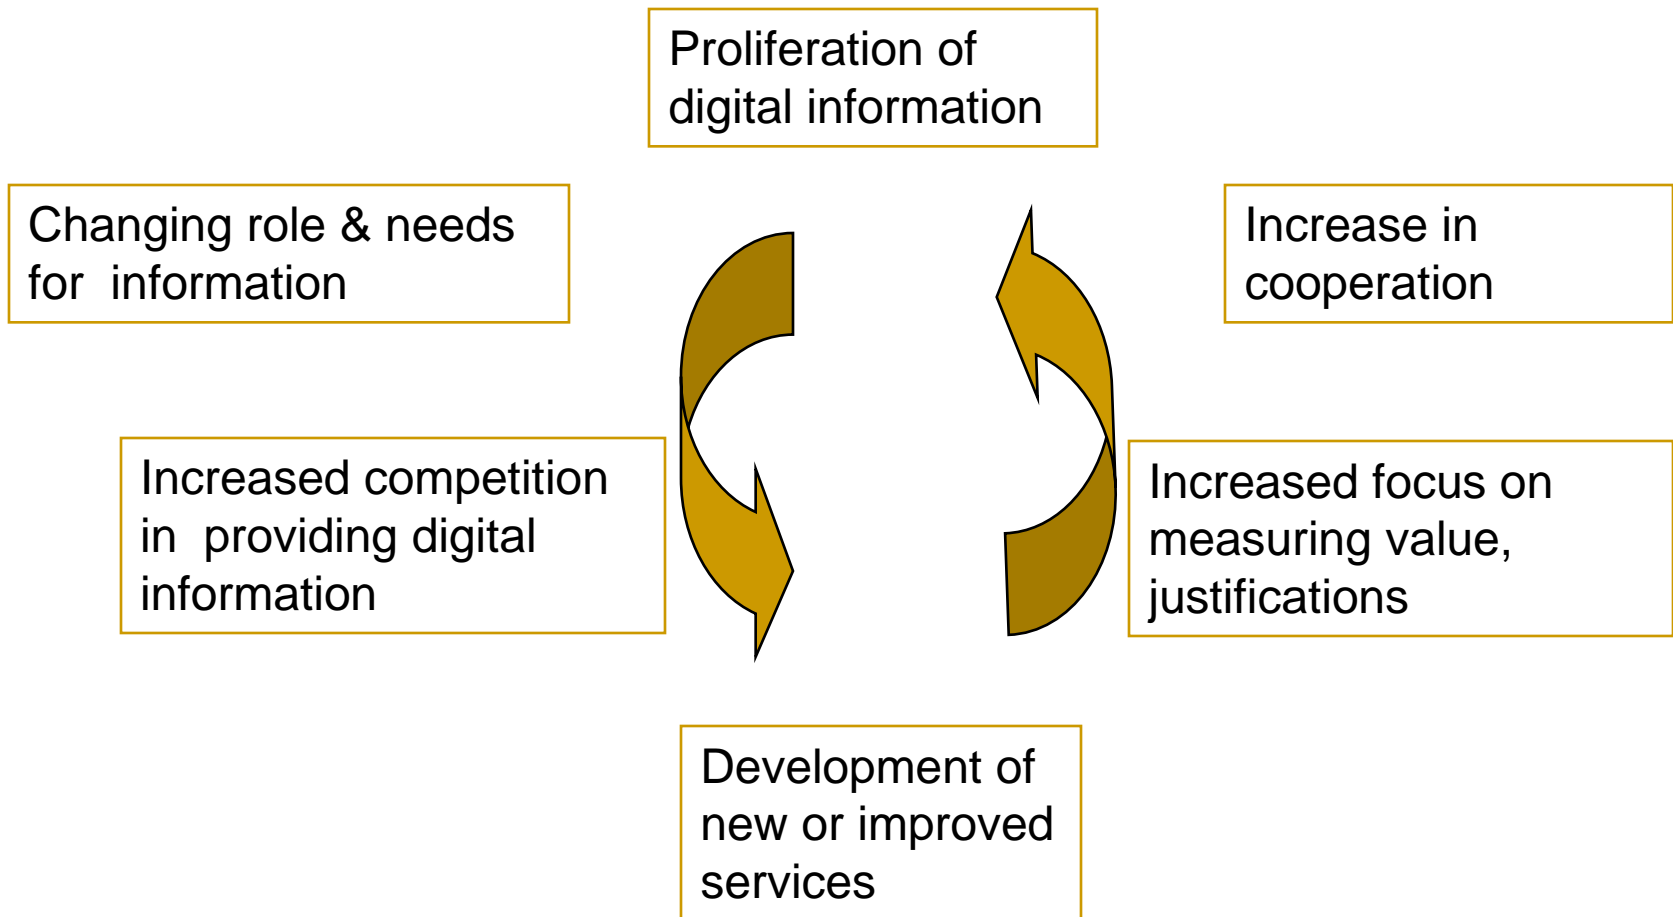 Proliferation of
digital information
Changing role & needs
for  information
Increase in
cooperation
Increased competition
in  providing digital
information
Increased focus on
measuring value,
justifications
Development of
new or improved
services